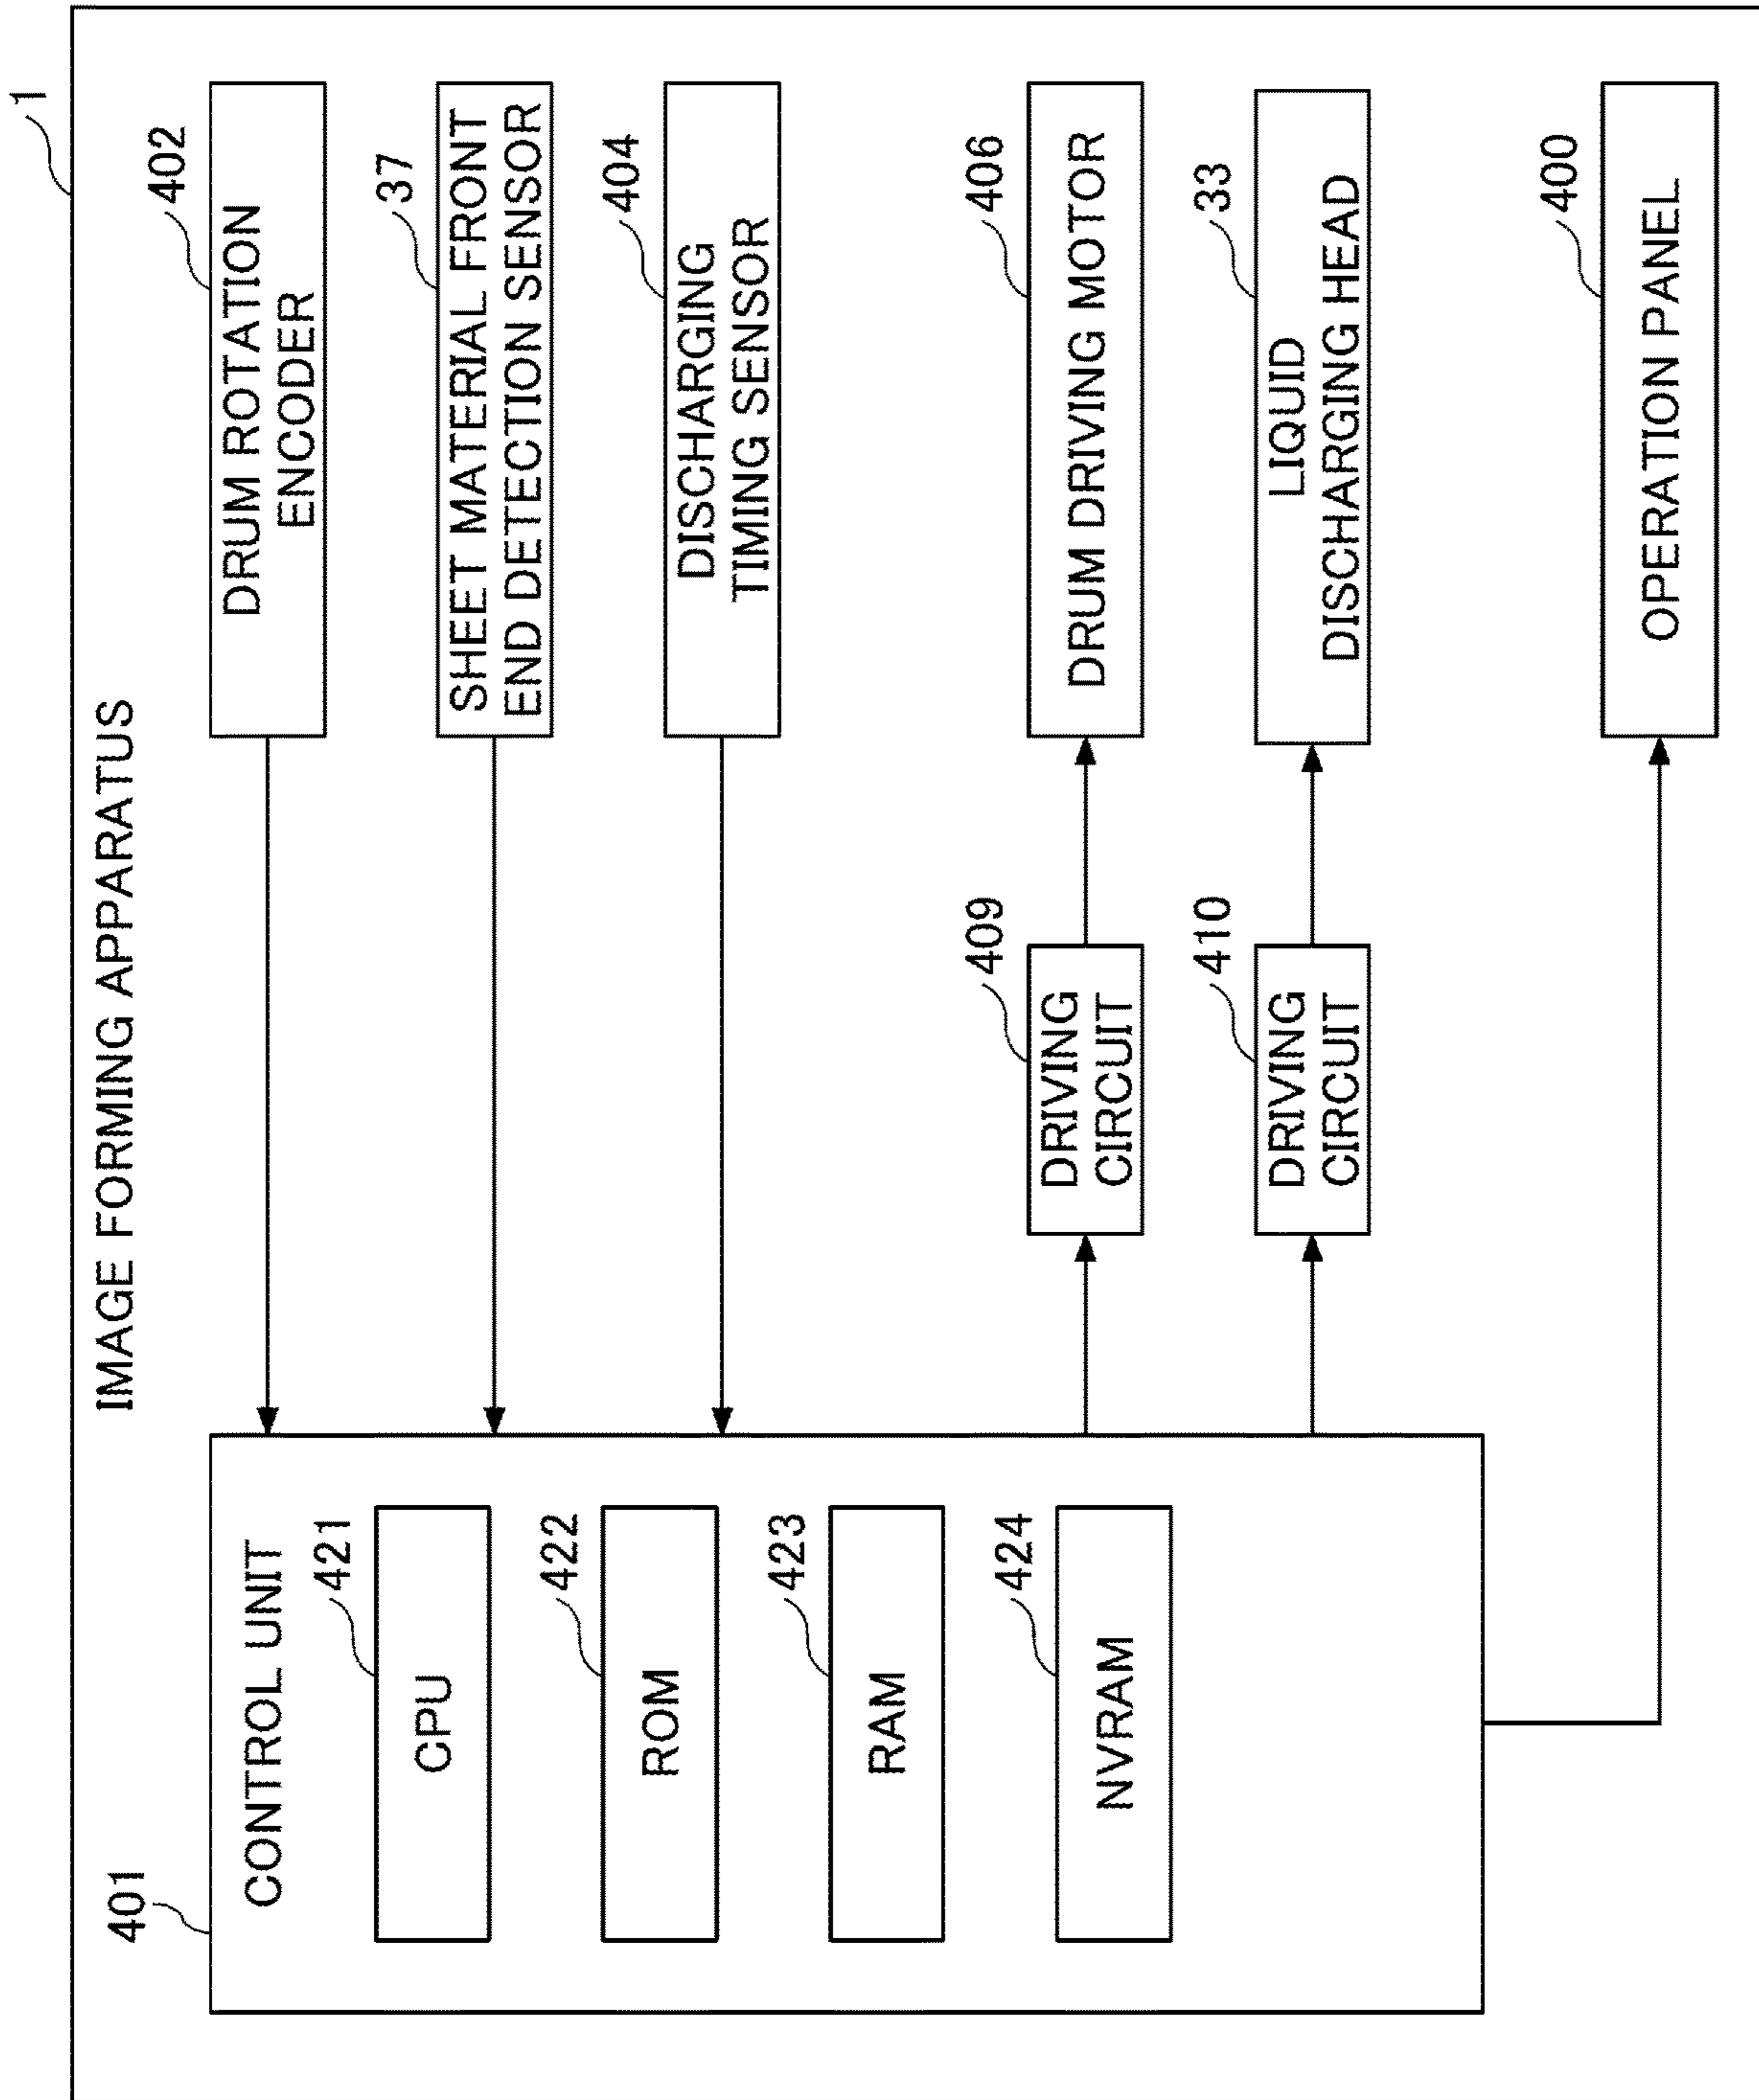 1
IMAGE FORMING APPARATUS
401
CONTROL UNIT
421
CPU
422
ROM
423
RAM
424
NVRAM
402
DRUM ROTATION
ENCODER
37
SHEET MATERIAL FRONT
END DETECTION SENSOR
404
DISCHARGING
TIMING SENSOR
409
DRIVING
CIRCUIT
406
DRUM DRIVING MOTOR
410
DRIVING
CIRCUIT
33
LIQUID
DISCHARGING HEAD
400
OPERATION PANEL